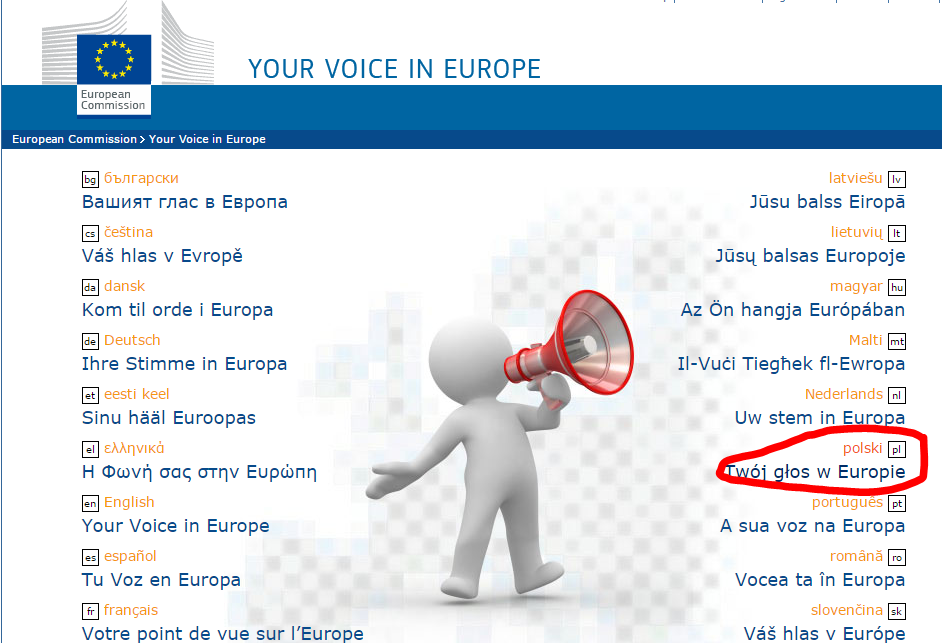 European
Commission
YOUR VOICE IN EUROPE
European Commission > Your Voice in Europe
bg български
Вашият глас в Европа
cs čeština
Váš hlas v Evropě
da dansk
Kom til orde i Europa
de Deutsch
Ihre Stimme in Europa
et eesti keel
Sinu hääl Euroopas
el ελληνικά
Η Φωνή σας στην Ευρώπη
en English
Your Voice in Europe
es español
Tu Voz en Europa
fr français
Votre point de vue sur l’Europe
latviešu lv
Jūsu balss Eiropā
lietuvių lt
Jūsų balsas Europoje
magyar hu
Az Ön hangja Európában
Malti mt
Il-Vuċi Tiegħek fl-Ewropa
Nederlands nl
Uw stem in Europa
polski pl
Twój głos w Europie
português pt
A sua voz na Europa
română ro
Vocea ta în Europa
slovenčina sk
Váš hlas v Európe